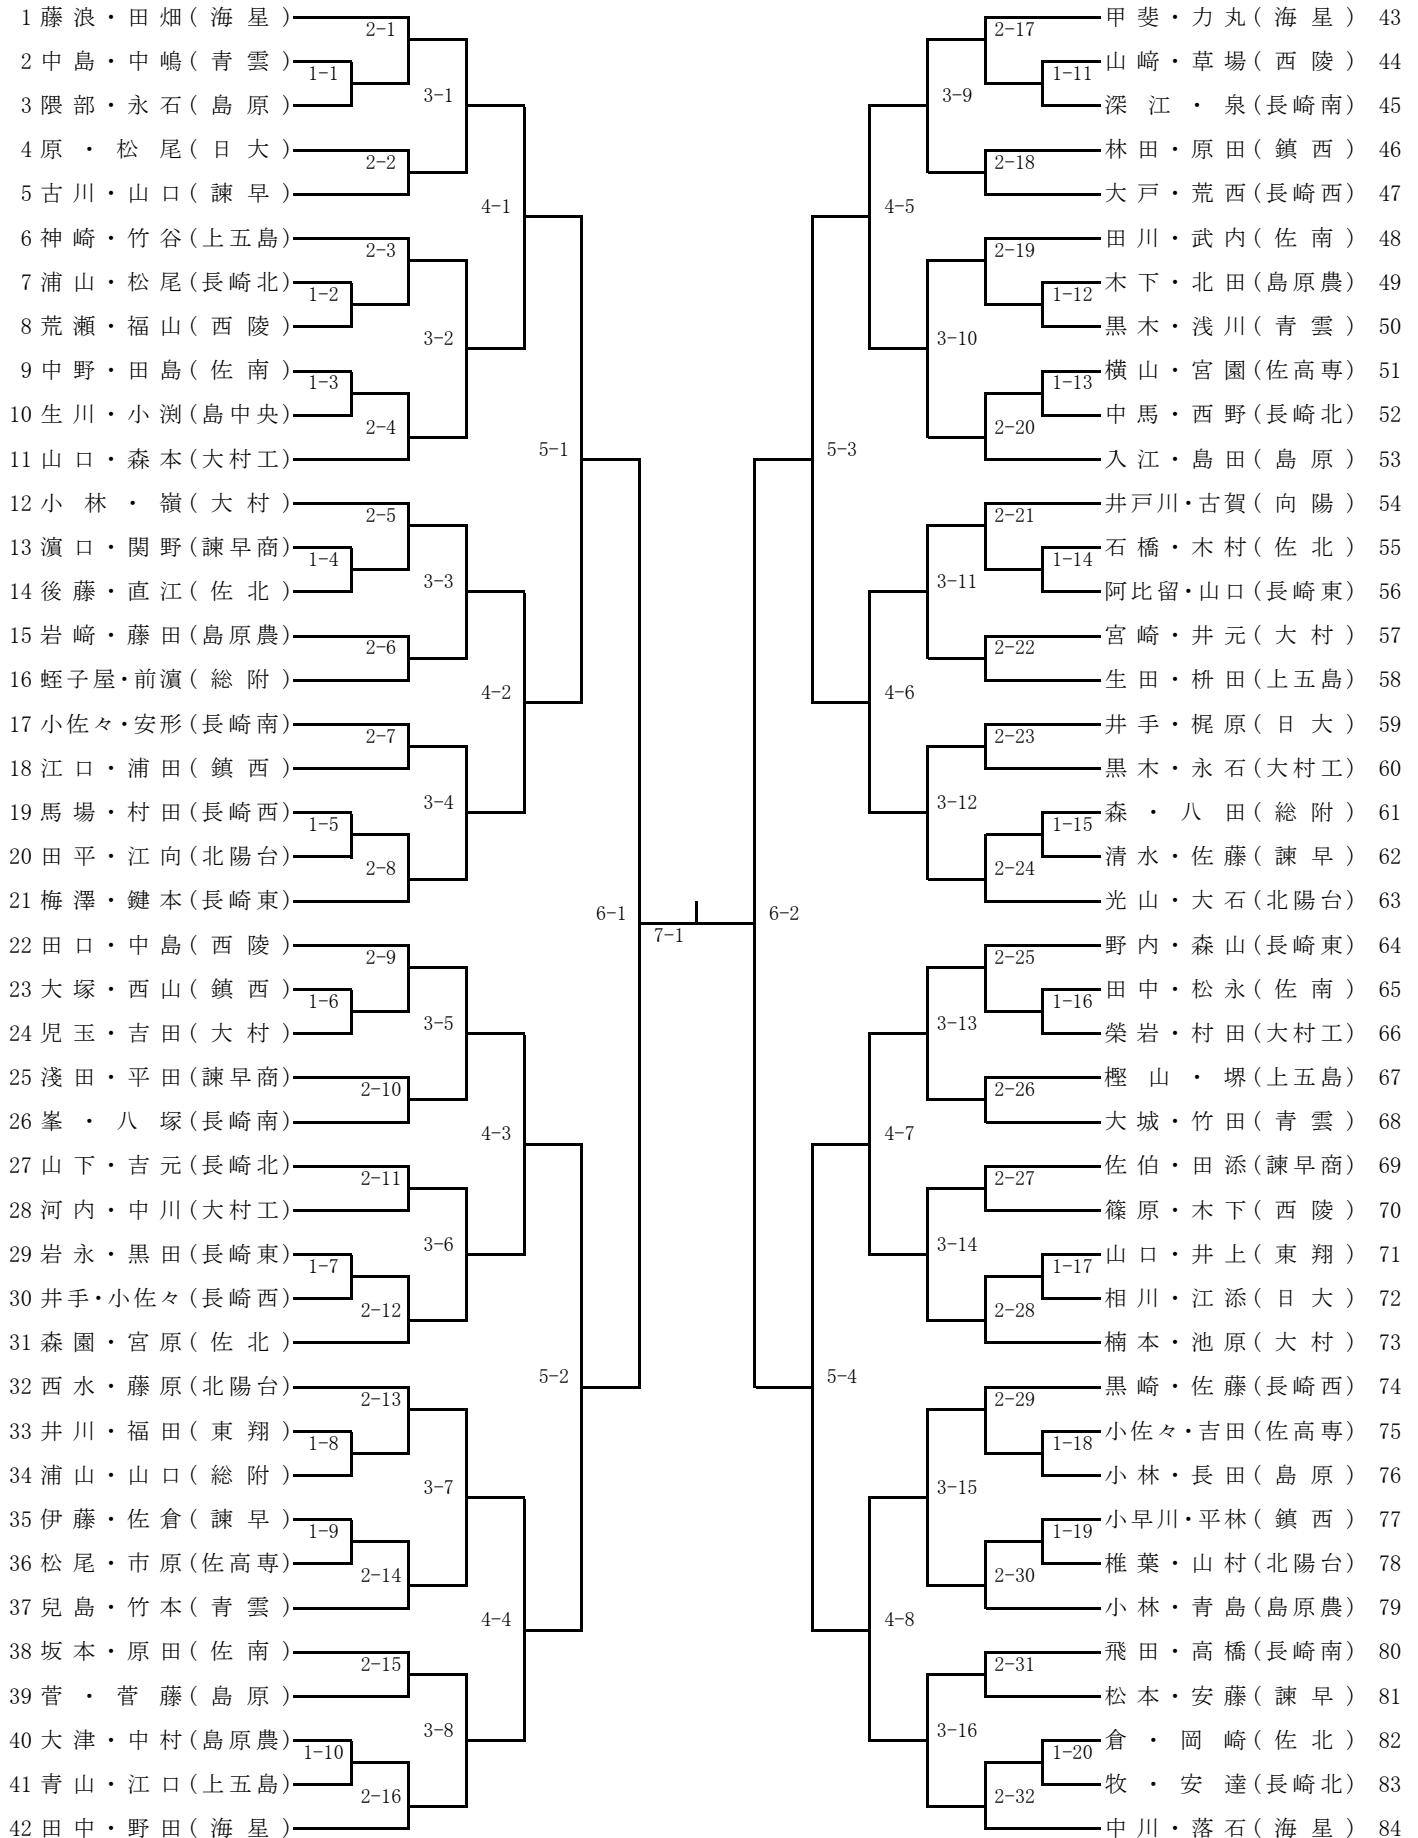 1 藤浪・田畑(海星)
2 中島・中嶋(青雲)
3 隈部・永石(島原)
4 原・松尾(日大)
5 古川・山口(諫早)
6 神崎・竹谷(上五島)
7 浦山・松尾(長崎北)
8 荒瀬・福山(西陵)
9 中野・田島(佐南)
10 生川・小渕(島中央)
11 山口・森本(大村工)
12 小林・嶺(大村)
13 濵口・関野(諫早商)
14 後藤・直江(佐北)
15 岩﨑・藤田(島原農)
16 蛭子屋・前濵(総附)
17 小佐々・安形(長崎南)
18 江口・浦田(鎮西)
19 馬場・村田(長崎西)
20 田平・江向(北陽台)
21 梅澤・鍵本(長崎東)
22 田口・中島(西陵)
23 大塚・西山(鎮西)
24 児玉・吉田(大村)
25 淺田・平田(諫早商)
26 峯・八塚(長崎南)
27 山下・吉元(長崎北)
28 河内・中川(大村工)
29 岩永・黒田(長崎東)
30 井手・小佐々(長崎西)
31 森園・宮原(佐北)
32 西水・藤原(北陽台)
33 井川・福田(東翔)
34 浦山・山口(総附)
35 伊藤・佐倉(諫早)
36 松尾・市原(佐高専)
37 兒島・竹本(青雲)
38 坂本・原田(佐南)
39 菅・菅藤(島原)
40 大津・中村(島原農)
41 青山・江口(上五島)
42 田中・野田(海星)
1-1
1-2
1-3
1-4
1-5
1-6
1-7
1-8
1-9
1-10
2-1
2-2
2-3
2-4
2-5
2-6
2-7
2-8
2-9
2-10
2-11
2-12
2-13
2-14
2-15
2-16
3-1
3-2
3-3
3-4
3-5
3-6
3-7
3-8
4-1
4-2
4-3
4-4
5-1
5-2
6-1
7-1
6-2
5-3
5-4
4-5
4-6
4-7
4-8
3-9
3-10
3-11
3-12
3-13
3-14
3-15
3-16
2-17
2-18
2-19
2-20
2-21
2-22
2-23
2-24
2-25
2-26
2-27
2-28
2-29
2-30
2-31
2-32
1-11
1-12
1-13
1-14
1-15
1-16
1-17
1-18
1-19
1-20
甲斐・力丸(海星) 43
山﨑・草場(西陵) 44
深江・泉(長崎南) 45
林田・原田(鎮西) 46
大戸・荒西(長崎西) 47
田川・武内(佐南) 48
木下・北田(島原農) 49
黒木・浅川(青雲) 50
横山・宮園(佐高専) 51
中馬・西野(長崎北) 52
入江・島田(島原) 53
井戸川・古賀(向陽) 54
石橋・木村(佐北) 55
阿比留・山口(長崎東) 56
宮崎・井元(大村) 57
生田・枡田(上五島) 58
井手・梶原(日大) 59
黒木・永石(大村工) 60
森・八田(総附) 61
清水・佐藤(諫早) 62
光山・大石(北陽台) 63
野内・森山(長崎東) 64
田中・松永(佐南) 65
榮岩・村田(大村工) 66
樫山・堺(上五島) 67
大城・竹田(青雲) 68
佐伯・田添(諫早商) 69
篠原・木下(西陵) 70
山口・井上(東翔) 71
相川・江添(日大) 72
楠本・池原(大村) 73
黒崎・佐藤(長崎西) 74
小佐々・吉田(佐高専) 75
小林・長田(島原) 76
小早川・平林(鎮西) 77
椎葉・山村(北陽台) 78
小林・青島(島原農) 79
飛田・高橋(長崎南) 80
松本・安藤(諫早) 81
倉・岡崎(佐北) 82
牧・安達(長崎北) 83
中川・落石(海星) 84